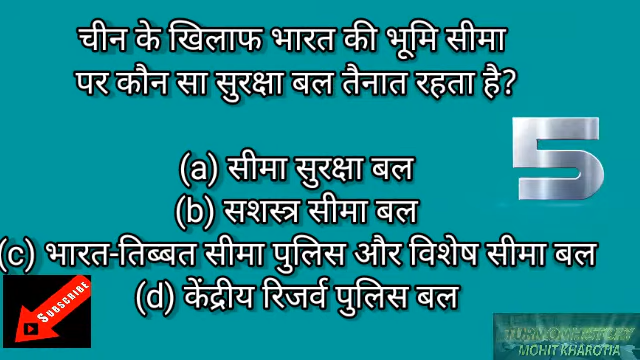 चीन के खिलाफ भारत की भूमि सीमा
पर कौन सा सुरक्षा बल तैनात रहता है?
5
(a) सीमा सुरक्षा बल
(b) सशस्त्र सीमा बल
(c) भारत-तिब्बत सीमा पुलिस और विशेष सीमा बल
(d) केंद्रीय रिजर्व पुलिस बल
SUBSCRIBE
MOHIT KHAROTIA